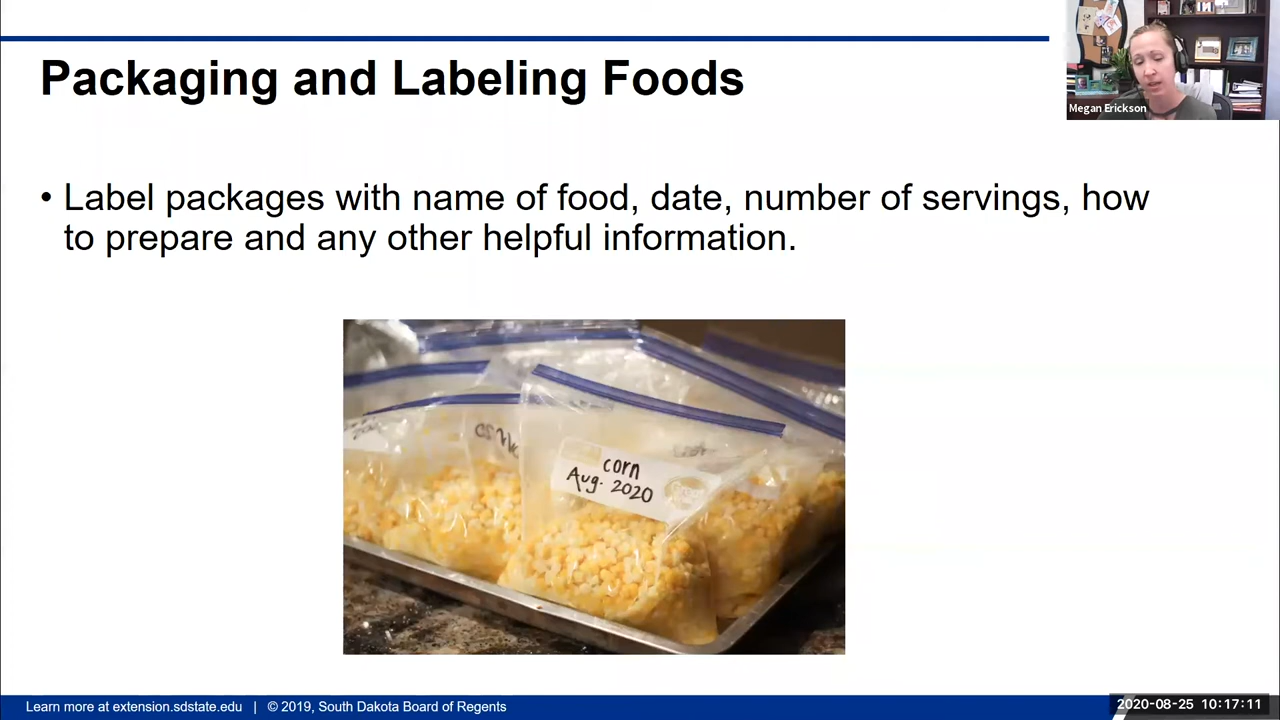 Packaging and Labeling Foods
Megan Erickson
• Label packages with name of food, date, number of servings, how
to prepare and any other helpful information.
corn
Aug. 2020
Learn more at extension.sdstate.edu | © 2019, South Dakota Board of Regents
2020-08-25 10:17:11